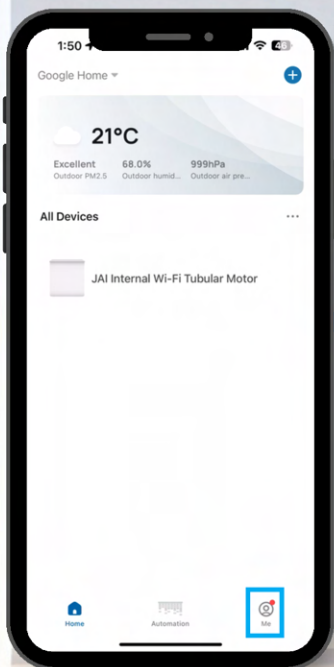 1:50
46
Google Home
21°C
Excellent 68.0% 999hPa
Outdoor PM2.5 Outdoor humid... Outdoor air pre...
All Devices
JAI Internal Wi-Fi Tubular Motor
Home Automation Me